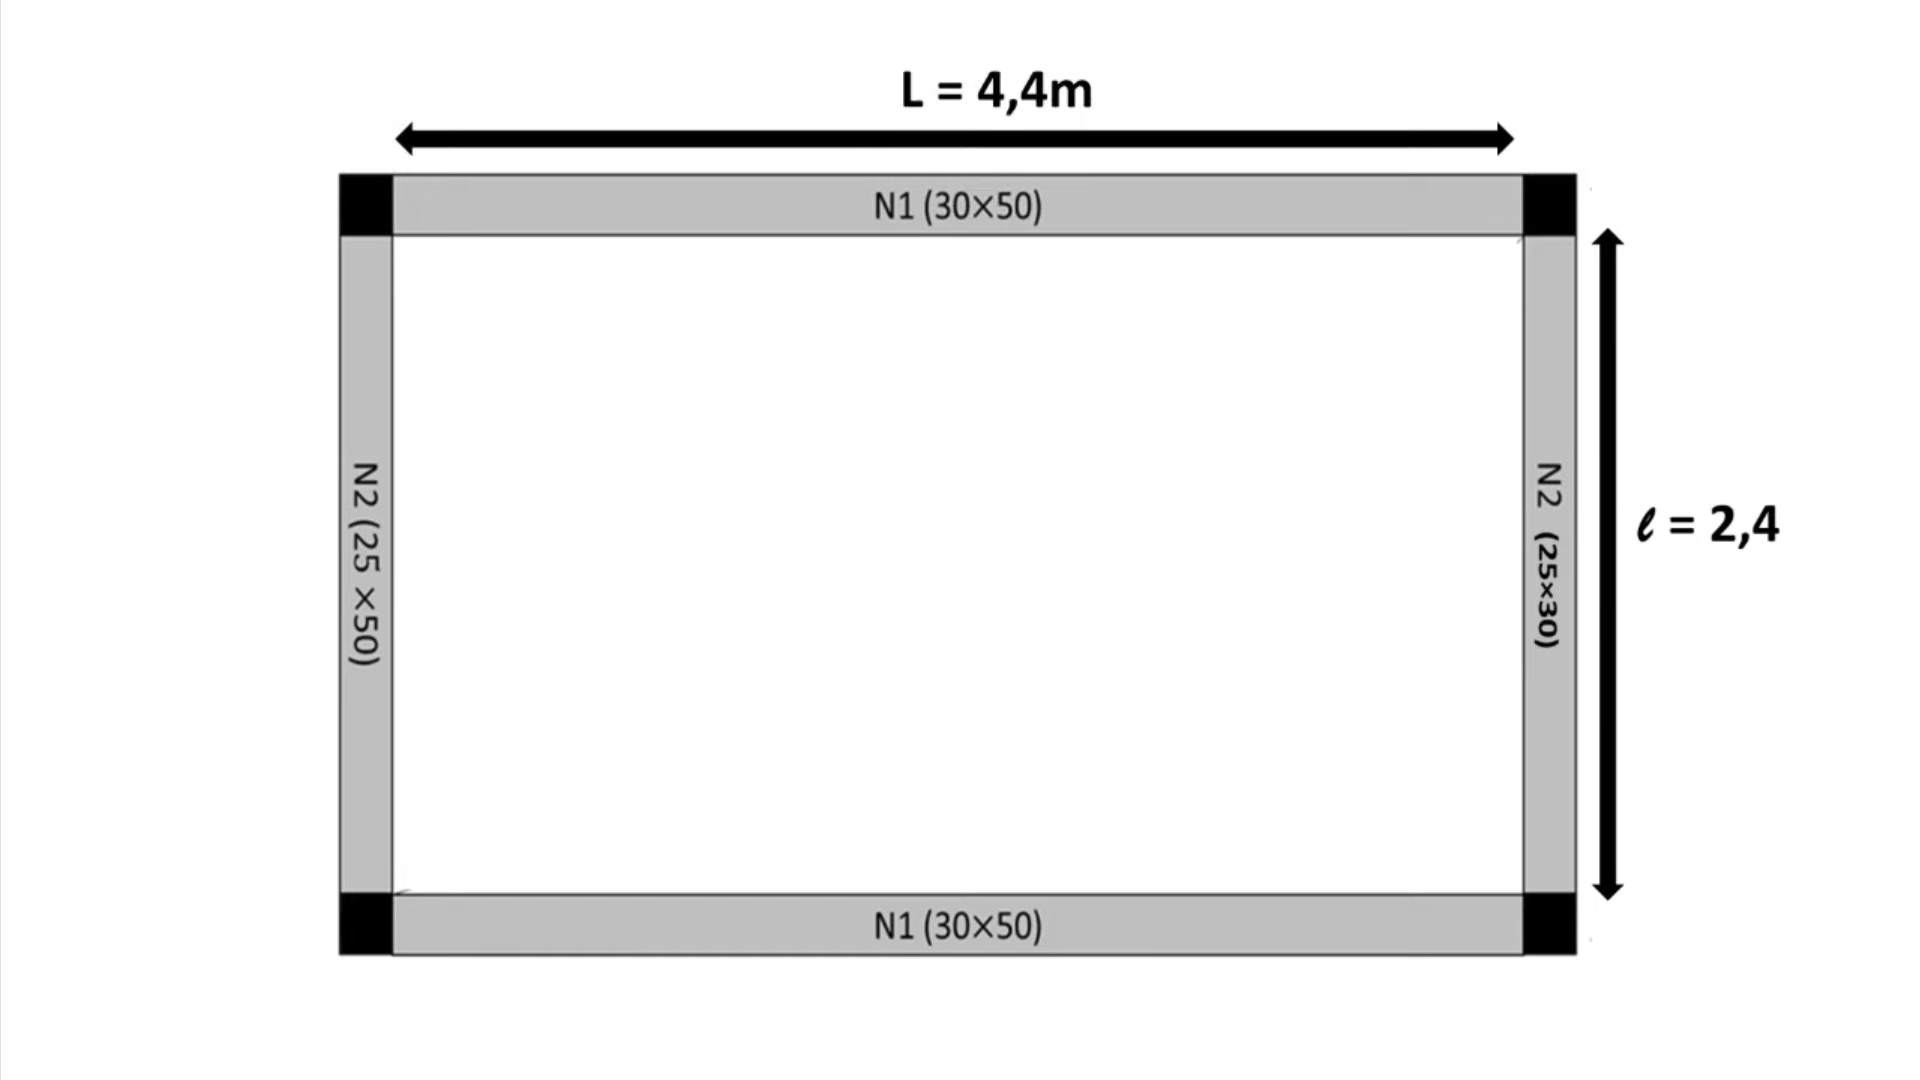 L = 4,4m
N1 (30×50)
N2 (25 ×50)
N2 (25×30)
ℓ = 2,4
N1 (30×50)